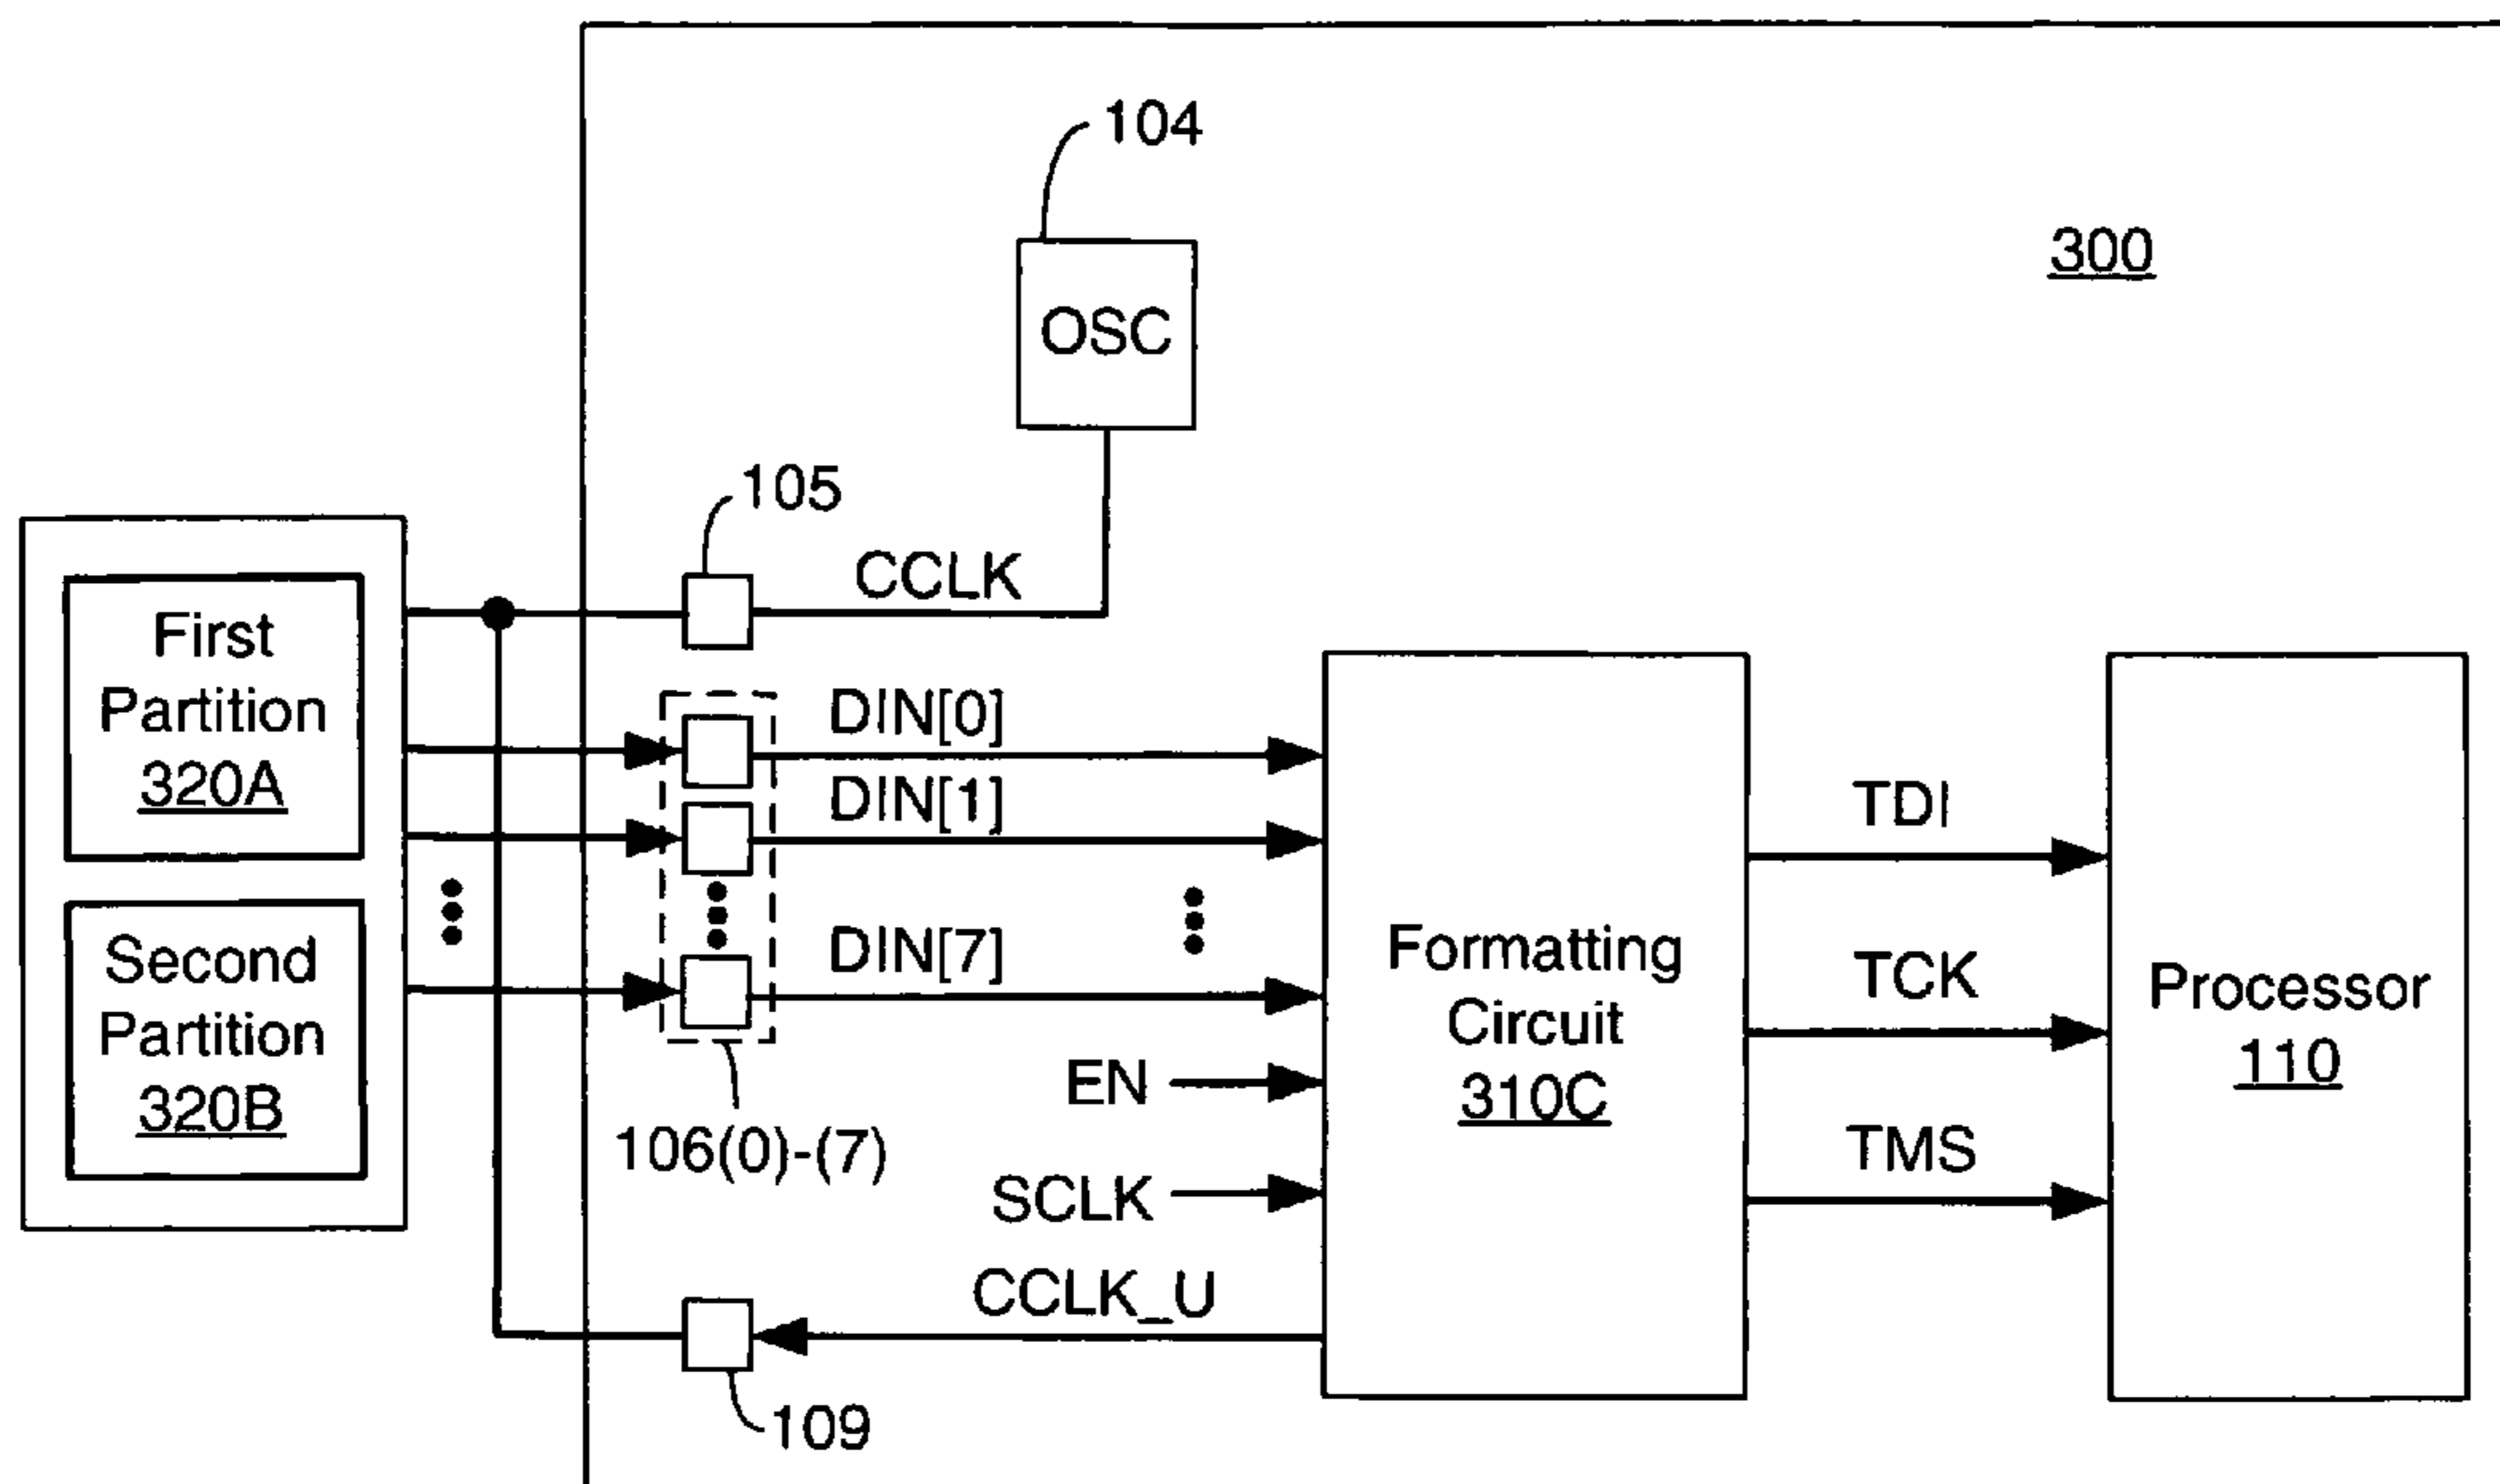 104
300
OSC
105
CCLK
First
Partition
320A
Second
Partition
320B
DIN[0]
DIN[1]
DIN[7]
106(0)-(7)
EN
SCLK
CCLK_U
109
Formatting
Circuit
310C
TDI
TCK
TMS
Processor
110